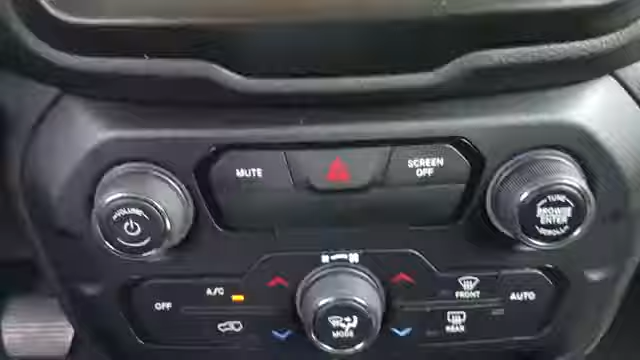 MUTE
SCREEN
OFF
VOLUME
TUNE
BROWSE
ENTER
SCROLL
OFF
A/C
MODE
FRONT
AUTO
REAR